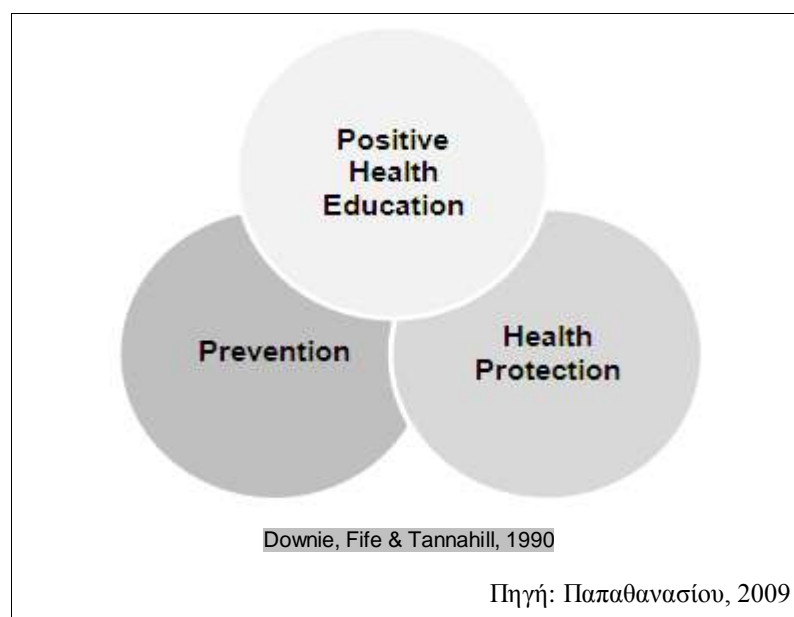 Positive
Health
Education
Prevention
Health
Protection
Downie, Fife & Tannahill, 1990
Πηγή: Παπαθανασίου, 2009